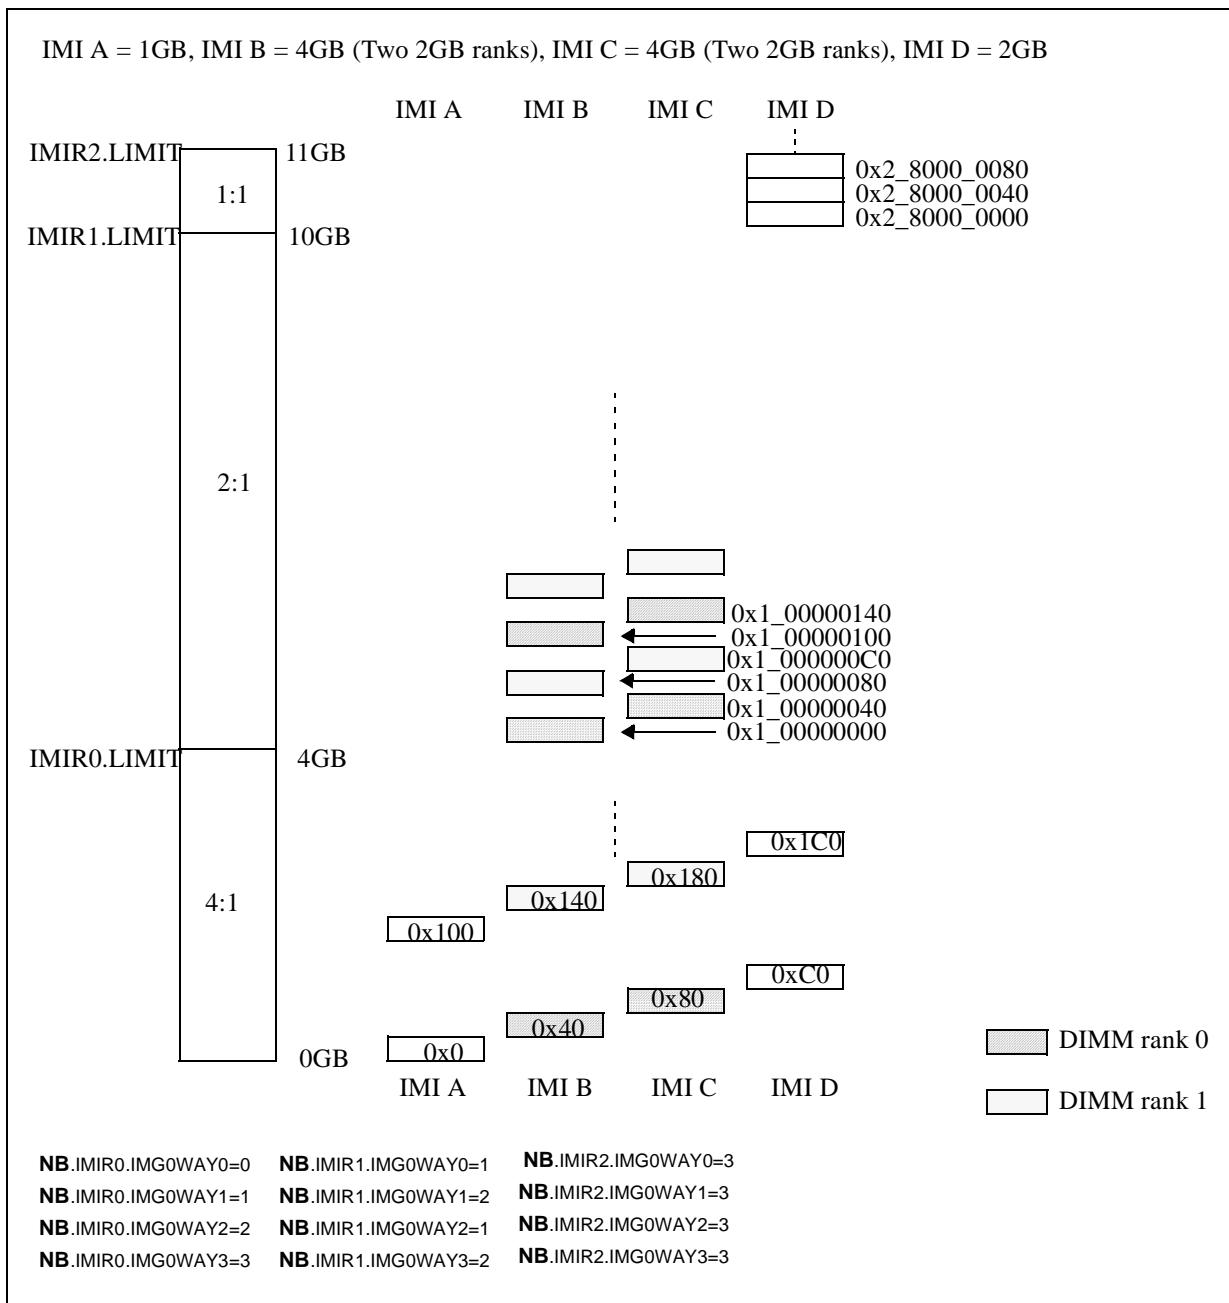 IMI A = 1GB, IMI B = 4GB (Two 2GB ranks), IMI C = 4GB (Two 2GB ranks), IMI D = 2GB
IMI A IMI B IMI C IMI D
IMIR2.LIMIT 11GB
0x2_8000_0080
1:1
0x2_8000_0040
0x2_8000_0000
IMIR1.LIMIT 10GB
2:1
0x1_00000140
0x1_00000100
0x1_000000C0
0x1_00000080
0x1_00000040
0x1_00000000
IMIR0.LIMIT 4GB
0x1C0
0x180
4:1
0x140
0x100
0xC0
0x80
0x40
0x0
0GB
DIMM rank 0
IMI A IMI B IMI C IMI D
DIMM rank 1
NB.IMIR0.IMG0WAY0=0 NB.IMIR1.IMG0WAY0=1 NB.IMIR2.IMG0WAY0=3
NB.IMIR0.IMG0WAY1=1 NB.IMIR1.IMG0WAY1=2 NB.IMIR2.IMG0WAY1=3
NB.IMIR0.IMG0WAY2=2 NB.IMIR1.IMG0WAY2=1 NB.IMIR2.IMG0WAY2=3
NB.IMIR0.IMG0WAY3=3 NB.IMIR1.IMG0WAY3=2 NB.IMIR2.IMG0WAY3=3